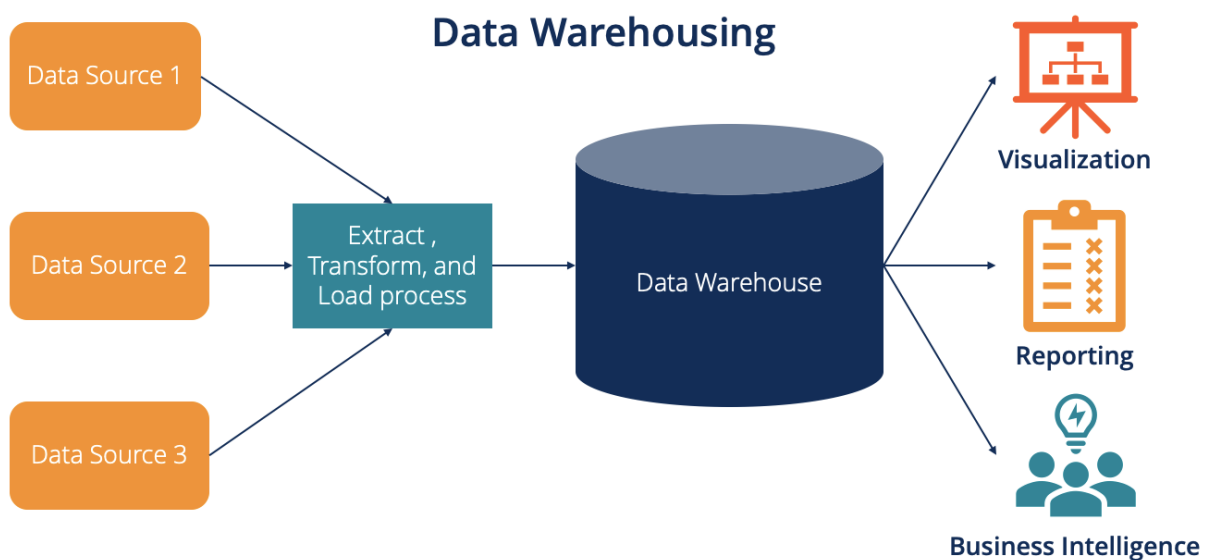 Data Warehousing
Data Source 1
Data Source 2
Data Source 3
Extract ,
Transform, and
Load process
Data Warehouse
Visualization
Reporting
Business Intelligence